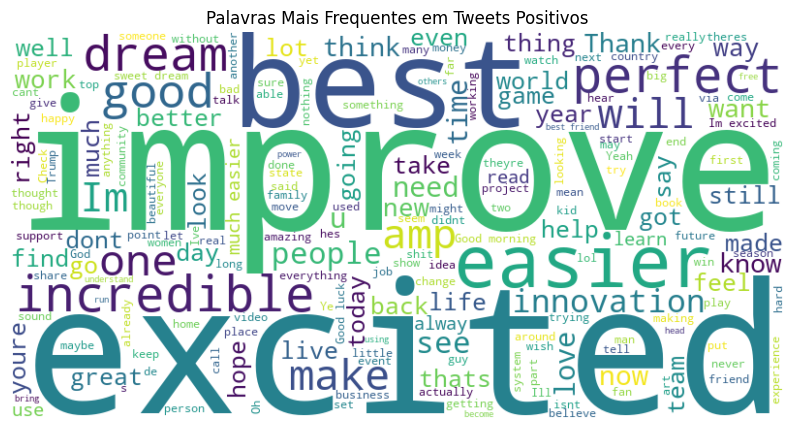 Palavras Mais Frequentes em Tweets Positivos
someone without
another
many money
even thing Thank every
really theres
well dream lot think way
player
sweet dream
best
watch
next country
work top
yet
far
perfect
cant
good
sure able
bad
talk
nothing
something
others
time
world
game
working
year
hear
will
big free
via come
want
give
happy
better
best friend
Im excited
right
much
improve
start
may
Yeah
end
try
looking
first
coming
Check
Trump
anything
community
Im
look
beautiful
everyone
going
done
power
state
said
family
move
week
theyre
take
need
new
read
project
two
might
say
mean
got
kid
book
still
thought
though
support
dont
point
women
God
let
Ive
real
long
much easier
used
u
hes
amazing
people
amp
seem
didnt
Good morning
help
learn
lol
future
season
win
made
know
find
go
one
day
share
understand
everything
shit
show
idea
change
job
easier
feel
play
incredible
back
life
innovation
run
sound
already
home
video
place
call
Ye
Good luck
today
using
alway
see
around
wish
trying
love
making
man
tell
head
put
never
hard
excited
youre
maybe
keep
great
de
s
use
bring
person
hope
Oh
live
little
event
business
set
make
guy
thats
actually
getting
become
system
part
Ill
fan
isnt
believe
now
art
team
friend
experience